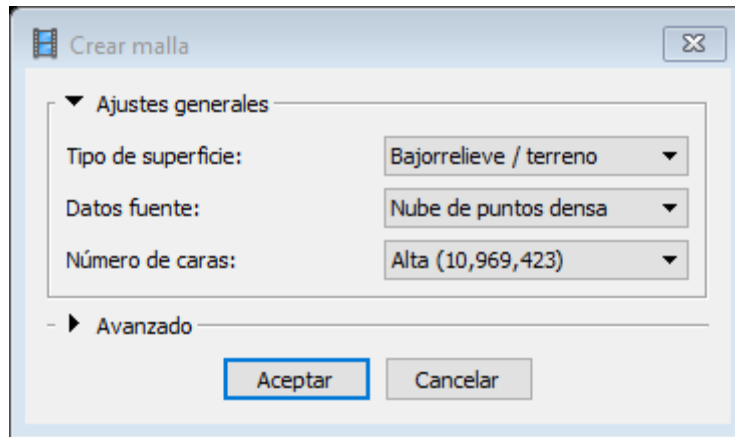 Crear malla
Ajustes generales
Tipo de superficie: Bajorrelieve / terreno
Datos fuente: Nube de puntos densa
Número de caras: Alta (10,969,423)
Avanzado
Aceptar Cancelar